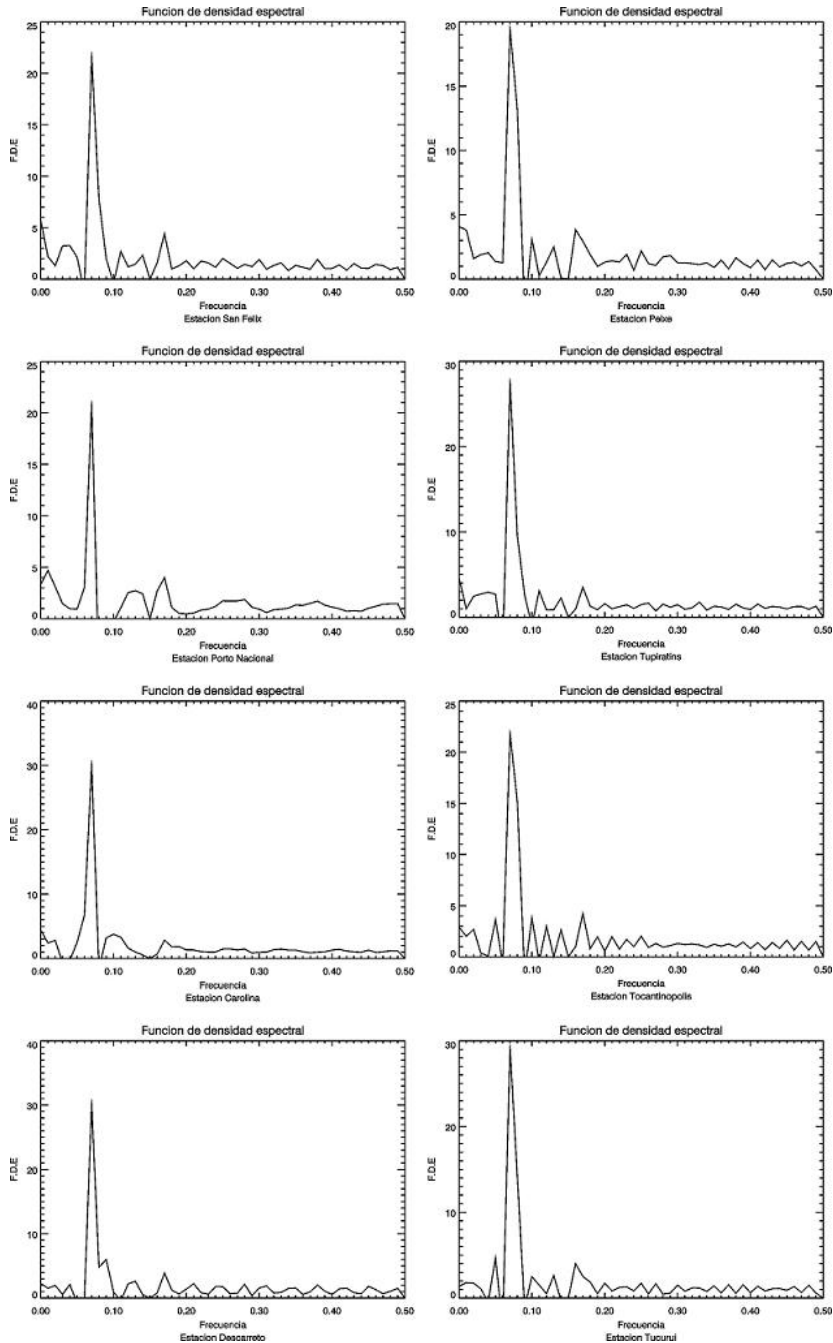 Funcion de densidad espectral
25
20
15
10
5
0
F.D.E
0.00 0.10 0.20 0.30 0.40 0.50
Frecuencia
Estacion San Felix
Funcion de densidad espectral
20
15
10
5
0
F.D.E
0.00 0.10 0.20 0.30 0.40 0.50
Frecuencia
Estacion Peixe
Funcion de densidad espectral
25
20
15
10
5
0
F.D.E
0.00 0.10 0.20 0.30 0.40 0.50
Frecuencia
Estacion Porto Nacional
Funcion de densidad espectral
30
20
10
0
F.D.E
0.00 0.10 0.20 0.30 0.40 0.50
Frecuencia
Estacion Tupiratins
Funcion de densidad espectral
40
30
20
10
0
F.D.E
0.00 0.10 0.20 0.30 0.40 0.50
Frecuencia
Estacion Carolina
Funcion de densidad espectral
25
20
15
10
5
0
F.D.E
0.00 0.10 0.20 0.30 0.40 0.50
Frecuencia
Estacion Tocantinopolis
Funcion de densidad espectral
40
30
20
10
0
F.D.E
0.00 0.10 0.20 0.30 0.40 0.50
Frecuencia
Estacion Descarreto
Funcion de densidad espectral
30
20
10
0
F.D.E
0.00 0.10 0.20 0.30 0.40 0.50
Frecuencia
Estacion Tucurui